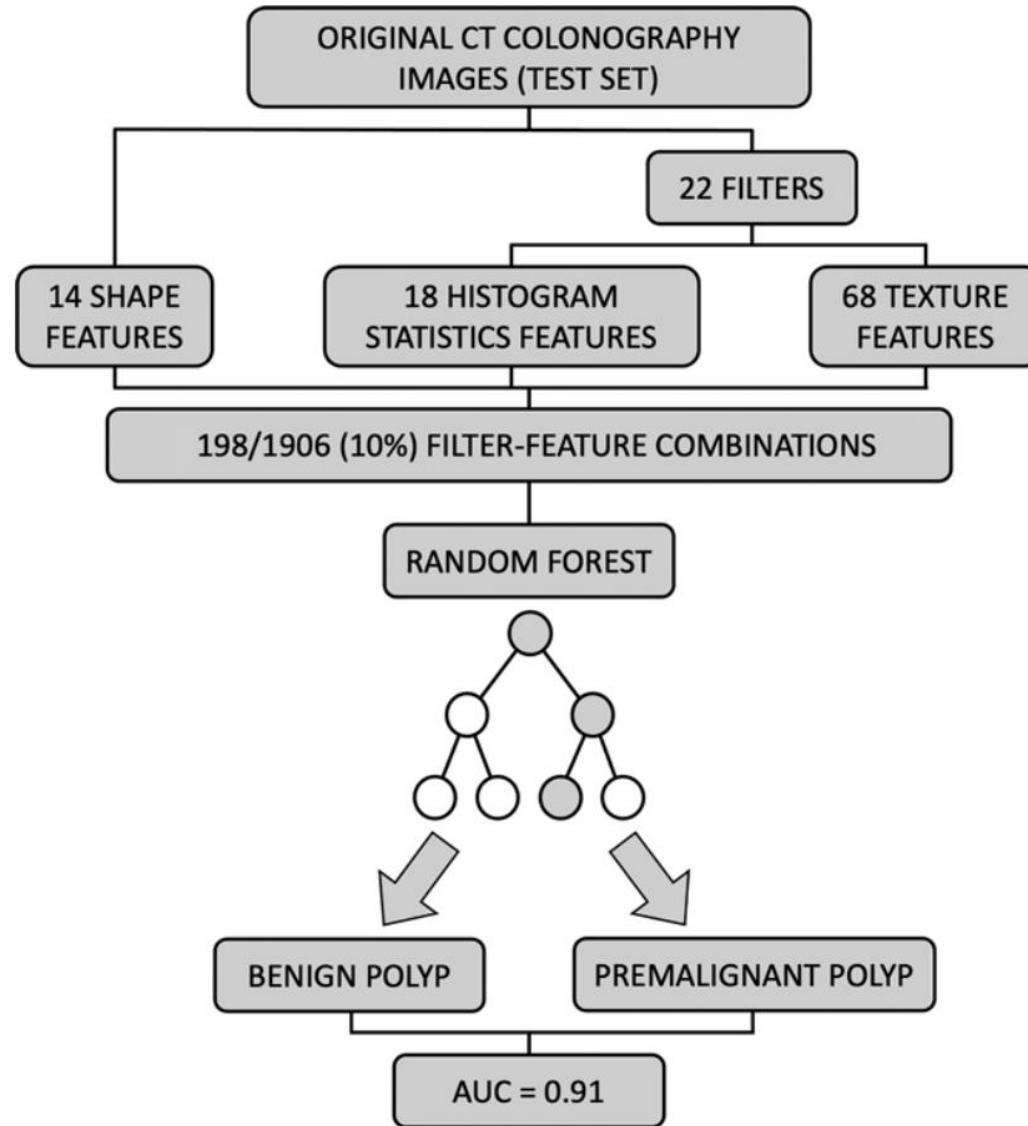 ORIGINAL CT COLONOGRAPHY
IMAGES (TEST SET)
22 FILTERS
14 SHAPE
FEATURES
18 HISTOGRAM
STATISTICS FEATURES
68 TEXTURE
FEATURES
198/1906 (10%) FILTER-FEATURE COMBINATIONS
RANDOM FOREST
BENIGN POLYP
PREMALIGNANT POLYP
AUC = 0.91